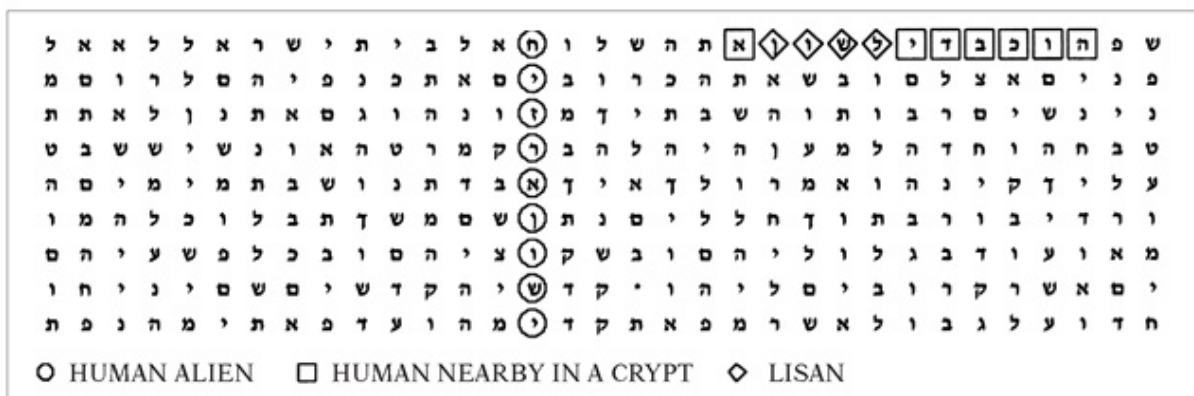 ש פ ה ו כ ב ד י ל ש ו ן א ת ה ש ל ו ח א ל ב י ת י ש ר א ל ל א א ל
פ נ י ם א צ ל ם ו ב ש א ת ה כ ר ו ב י ם א ת כ נ פ י ה ם ל ר ו ם מ
נ י נ ש י ם ר ב ו ת ו ה ש ב ת י ך מ ז ו נ ה ו ג ם א ת נ ן ל א ת ת
ט ב ח ה ו ח ד ה ל מ ע ן ה י ה ל ה ב ר ק מ ר ט ה א ו נ ש י ש ש ב ט
ע ל י ך ק י נ ה ו א מ ר ו ל ך א י ך א ב ד ת נ ו ש ב ת מ י מ י ם ה
ו ר ד י ב ו ר ב ת ו ך ח ל ל י ם נ ת ן ש ם מ ש ך ת ב ל ו כ ל ה מ ו
מ א ו ע ו ד ב ג ל ו ל י ה ם ו ב ש ק ו צ י ה ם ו ב כ ל פ ש ע י ה ם
י ם א ש ר ק ר ו ב י ם ל י ה ו י ק ד ש י ה ק ד ש י ם ש ם י נ י ח ו
ח ד ו ע ל ג ב ו ל א ש ר מ פ א ת ק ד י מ ה ו ע ד פ א ת י מ ה נ פ ת
HUMAN ALIEN HUMAN NEARBY IN A CRYPT LISAN